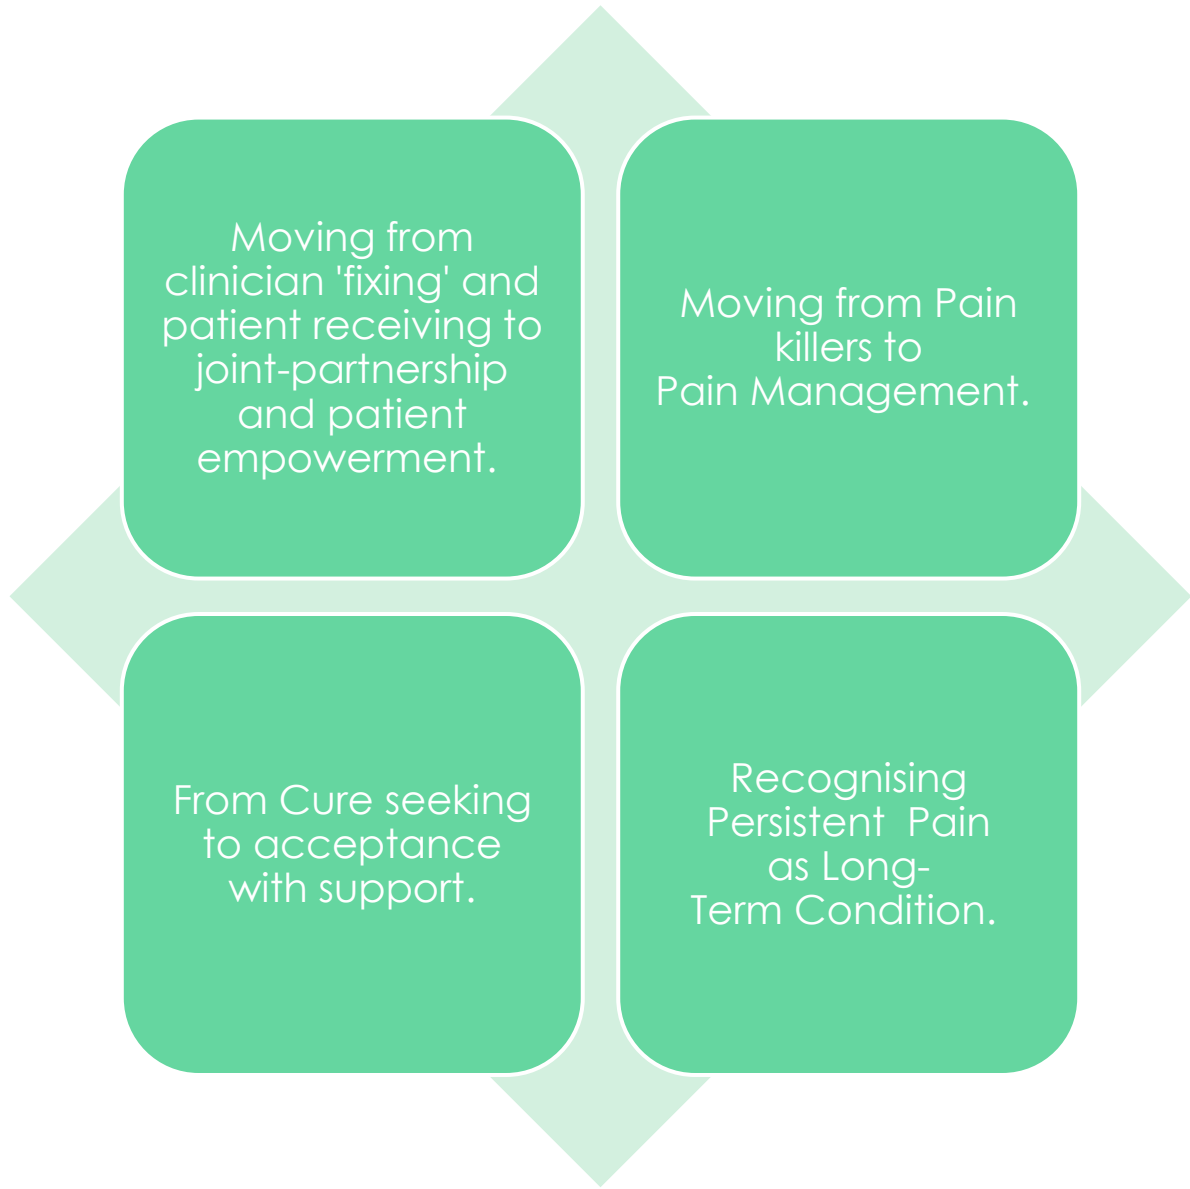 Moving from
clinician 'fixing' and
patient receiving to
joint-partnership
and patient
empowerment.
Moving from Pain
killers to
Pain Management.
From Cure seeking
to acceptance
with support.
Recognising
Persistent  Pain
as Long-
Term Condition.